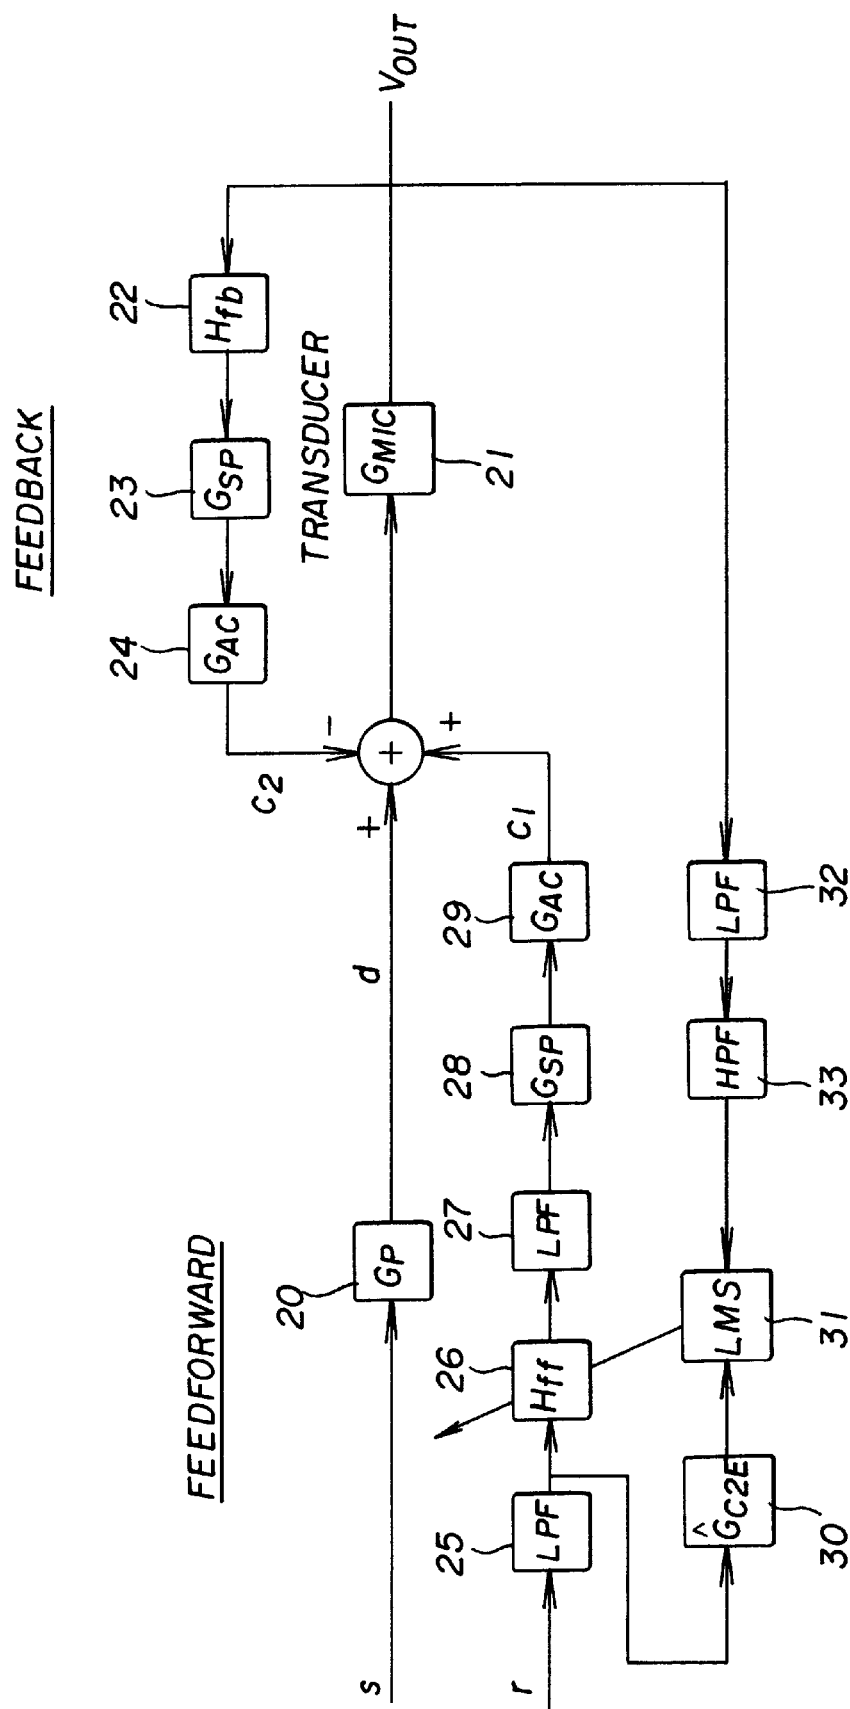 FEEDFORWARD
FEEDBACK
24
GAC
23
GSP
22
Hfb
C2
−
TRANSDUCER
s
20
GP
d
+
+
GMIC
21
VOUT
+
C1
r
25
LPF
26
Hff
27
LPF
28
GSP
29
GAC
ĜC2E
30
LMS
31
HPF
33
LPF
32